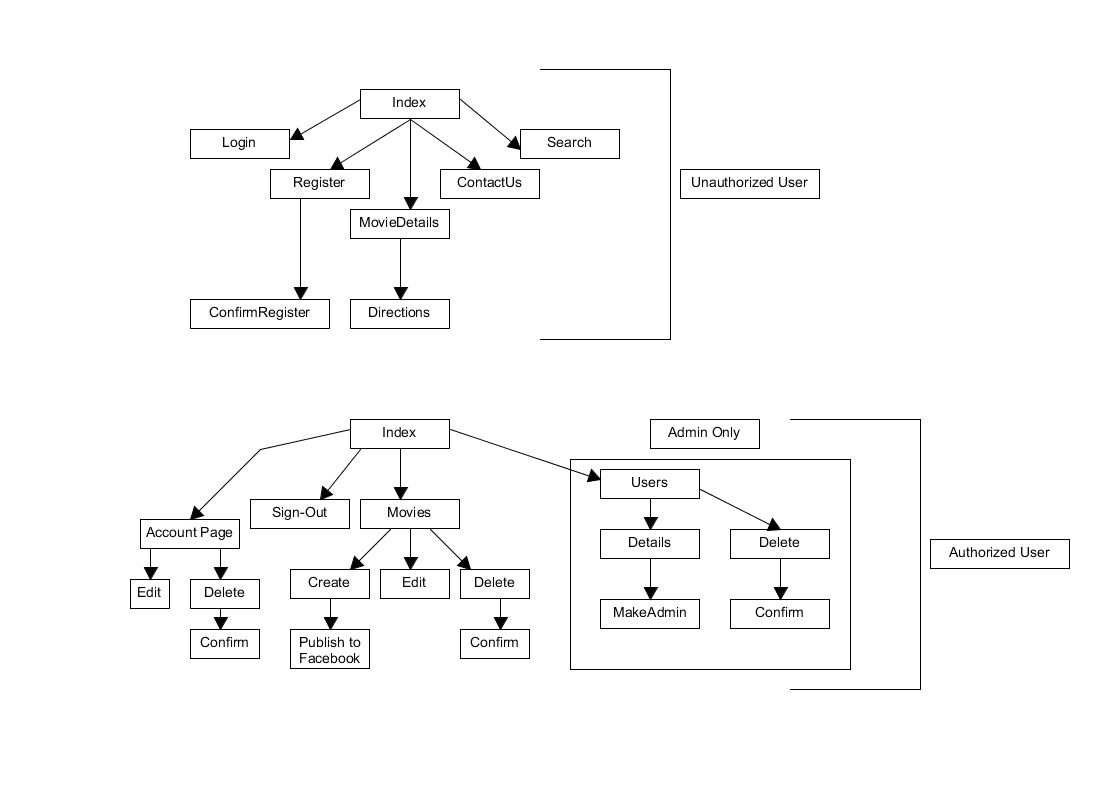 Index
Login
Search
Register
ContactUs
Unauthorized User
MovieDetails
ConfirmRegister
Directions
Index
Admin Only
Users
Sign-Out
Movies
Account Page
Details
Delete
Authorized User
Edit
Delete
Create
Edit
Delete
MakeAdmin
Confirm
Confirm
Publish to
Facebook
Confirm